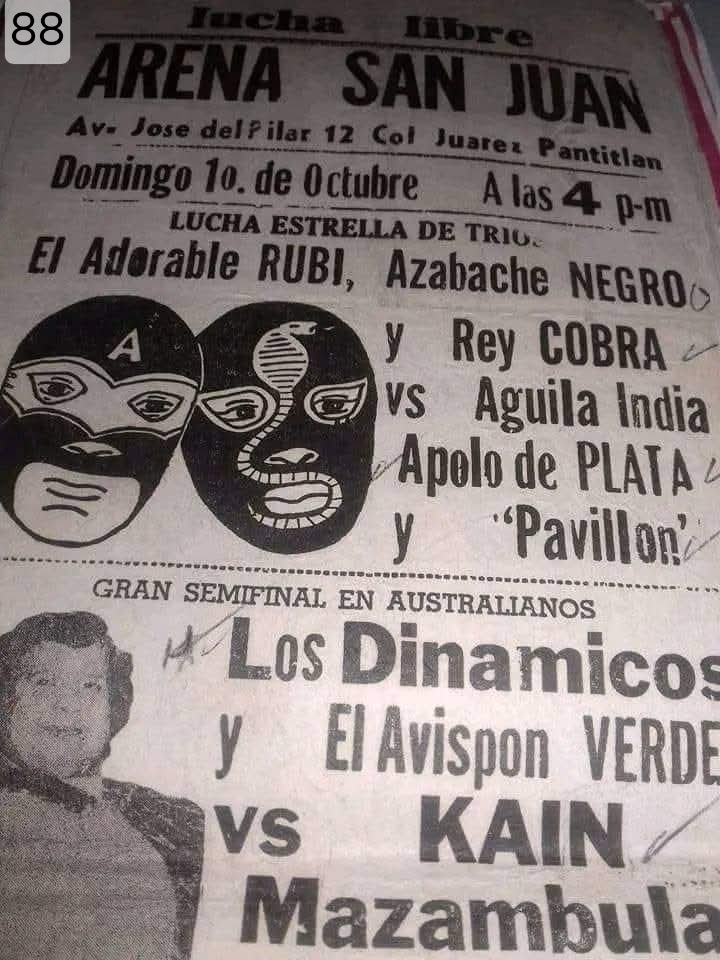 88
lucha libre
ARENA SAN JUAN
Av- Jose del Pilar 12 Col Juarez Pantitlan
Domingo 1o. de Octubre A las 4 p-m
LUCHA ESTRELLA DE TRIOS
El Adorable RUBI, Azabache NEGRO
y Rey COBRA
vs Aguila India
Apolo de PLATA
y "Pavillon"
A
GRAN SEMIFINAL EN AUSTRALIANOS
Los Dinamicos
y El Avispon VERDE
vs KAIN
Mazambula